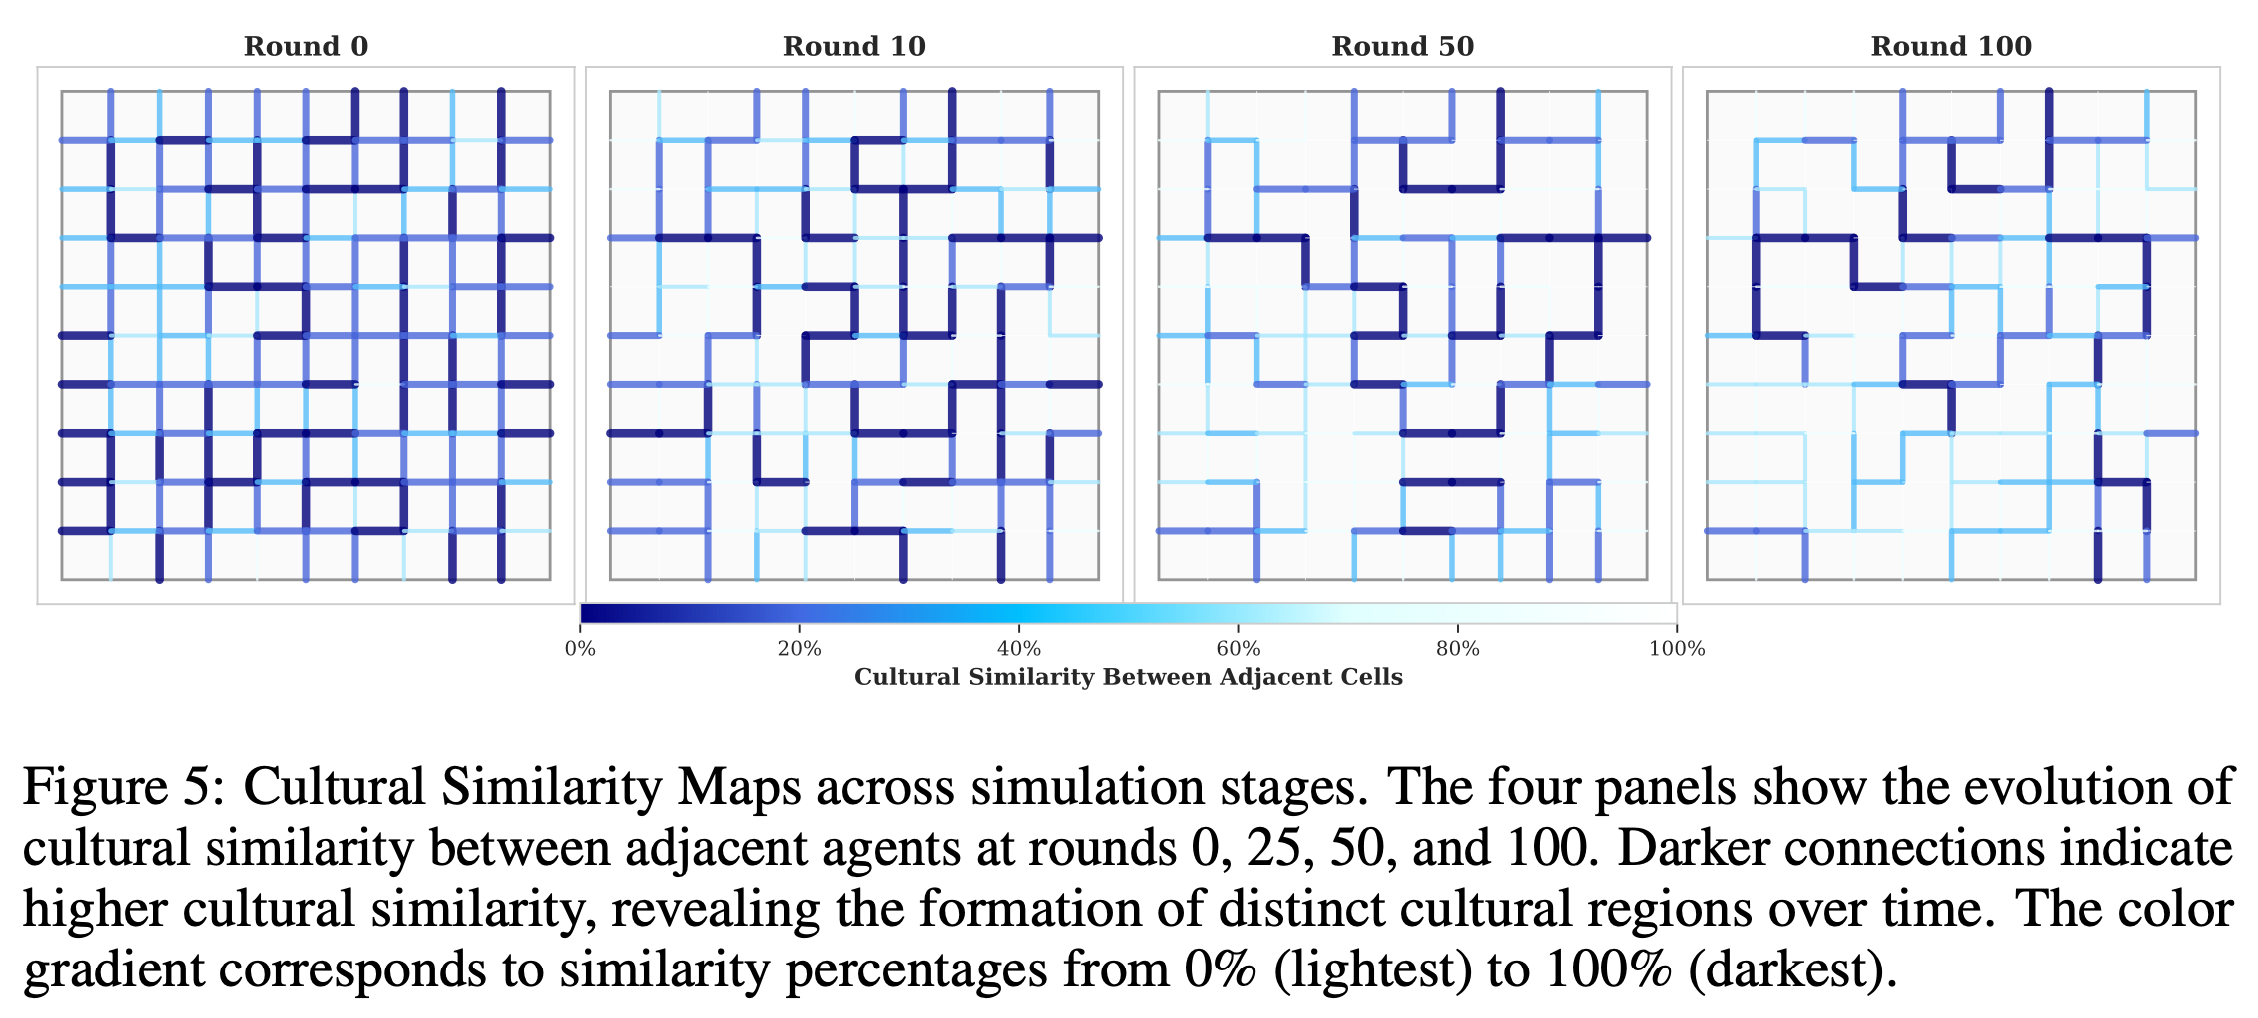 Round 0 Round 10 Round 50 Round 100
0% 20% 40% 60% 80% 100%
Cultural Similarity Between Adjacent Cells
Figure 5: Cultural Similarity Maps across simulation stages. The four panels show the evolution of
cultural similarity between adjacent agents at rounds 0, 25, 50, and 100. Darker connections indicate
higher cultural similarity, revealing the formation of distinct cultural regions over time. The color
gradient corresponds to similarity percentages from 0% (lightest) to 100% (darkest).